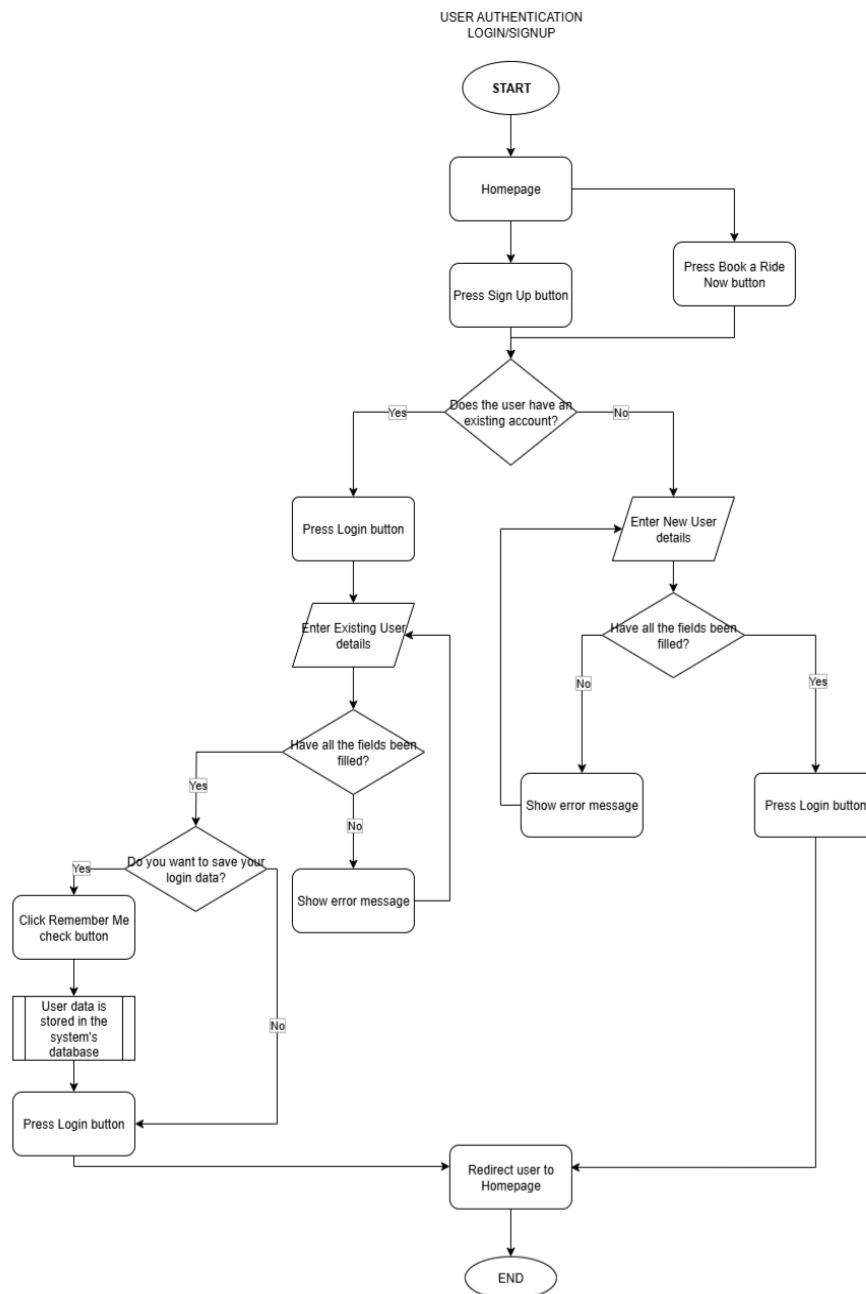 USER AUTHENTICATION
LOGIN/SIGNUP
START
Homepage
Press Sign Up button
Press Book a Ride
Now button
Does the user have an
existing account?
Yes
No
Press Login button
Enter Existing User
details
Have all the fields been
filled?
Yes
No
Show error message
Do you want to save your
login data?
Yes
No
Click Remember Me
check button
User data is
stored in the
system's
database
Press Login button
Enter New User
details
Have all the fields been
filled?
No
Yes
Show error message
Press Login button
Redirect user to
Homepage
END